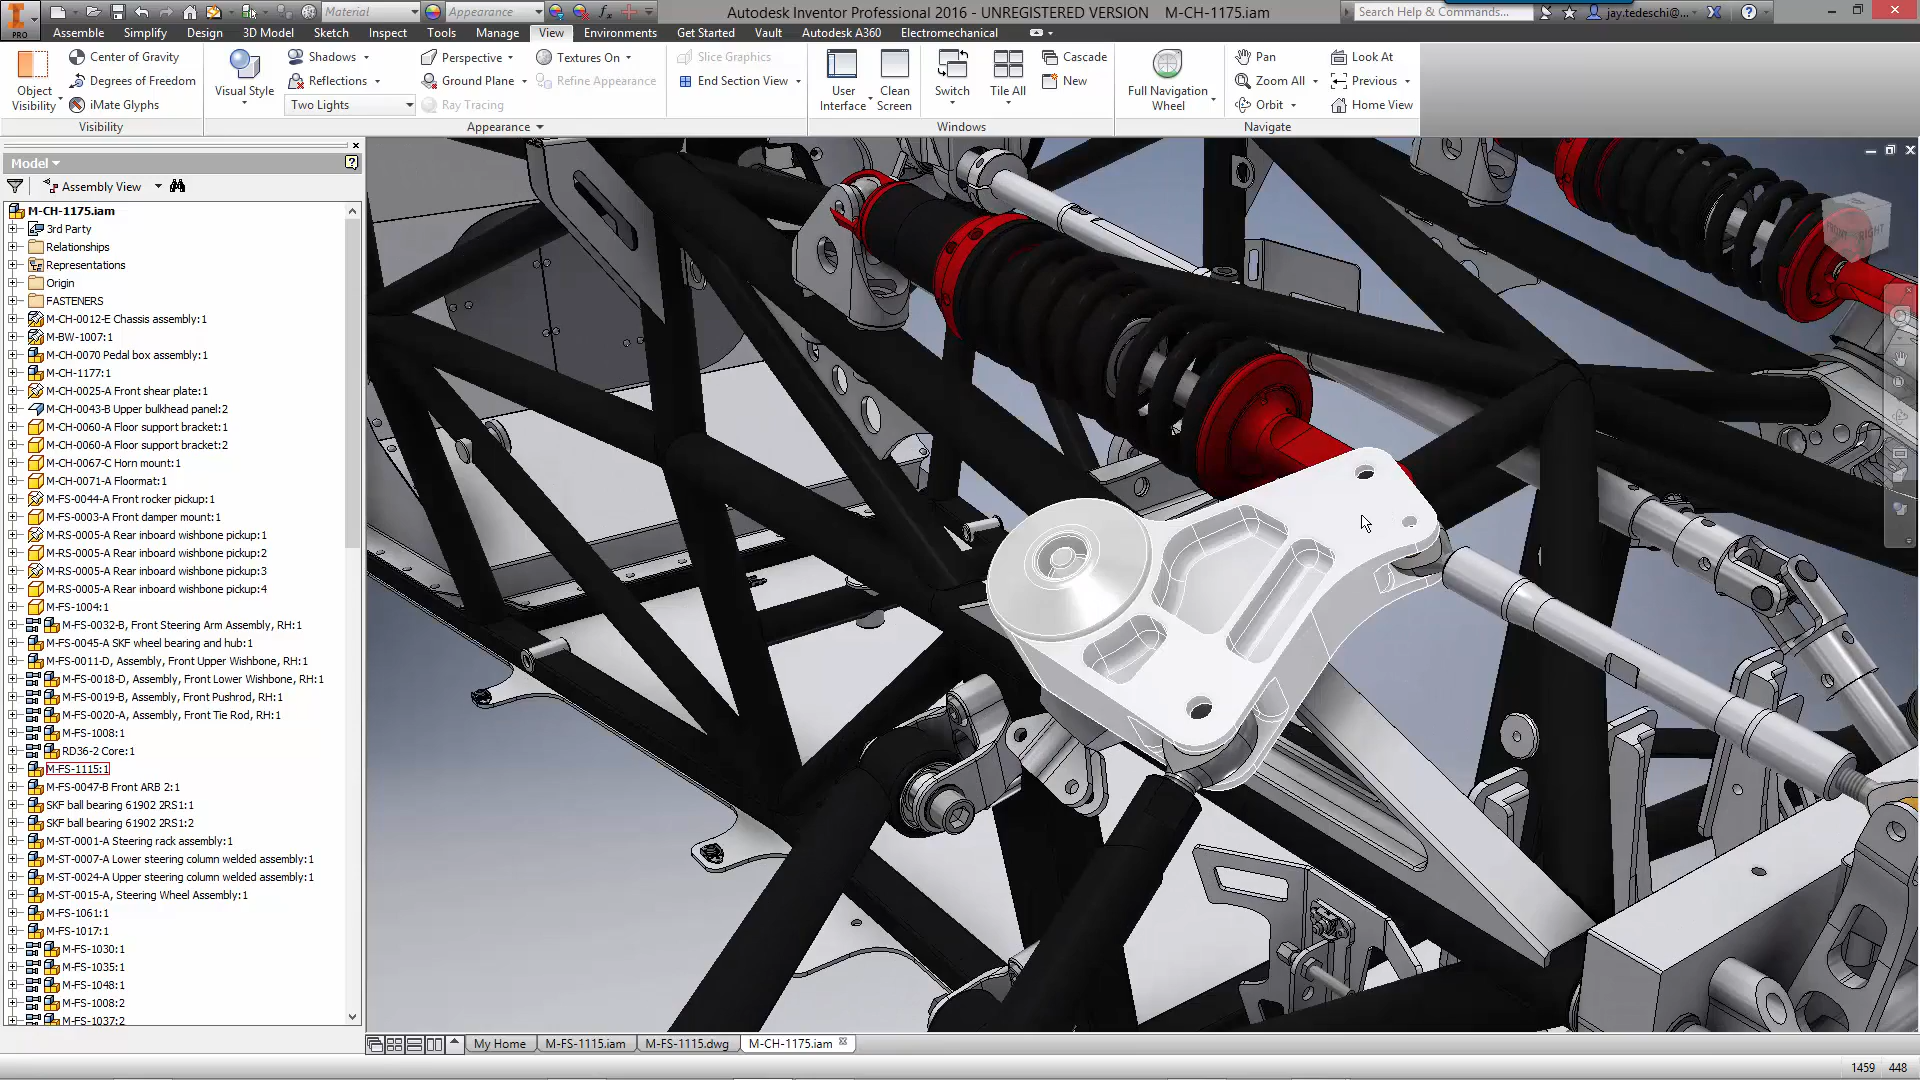 Material
Appearance
Autodesk Inventor Professional 2016 - UNREGISTERED VERSION M-CH-1175.iam
Search Help & Commands...
jay.tedeschi@...
PRO
Assemble Simplify Design 3D Model Sketch Inspect Tools Manage View Environments Get Started Vault Autodesk A360 Electromechanical
Object Visibility
Center of Gravity
Degrees of Freedom
iMate Glyphs
Visibility
Visual Style
Shadows
Reflections
Two Lights
Perspective
Ground Plane
Ray Tracing
Textures On
Refine Appearance
Appearance
Slice Graphics
End Section View
User Interface
Clean Screen
Switch
Tile All
Cascade
New
Windows
Full Navigation Wheel
Pan
Zoom All
Orbit
Look At
Previous
Home View
Navigate
Model
Assembly View
M-CH-1175.iam
3rd Party
Relationships
Representations
Origin
FASTENERS
M-CH-0012-E Chassis assembly:1
M-BW-1007:1
M-CH-0070 Pedal box assembly:1
M-CH-1177:1
M-CH-0025-A Front shear plate:1
M-CH-0043-B Upper bulkhead panel:2
M-CH-0060-A Floor support bracket:1
M-CH-0060-A Floor support bracket:2
M-CH-0067-C Horn mount:1
M-CH-0071-A Floormat:1
M-FS-0044-A Front rocker pickup:1
M-FS-0003-A Front damper mount:1
M-RS-0005-A Rear inboard wishbone pickup:1
M-RS-0005-A Rear inboard wishbone pickup:2
M-RS-0005-A Rear inboard wishbone pickup:3
M-RS-0005-A Rear inboard wishbone pickup:4
M-FS-1004:1
M-FS-0032-B, Front Steering Arm Assembly, RH:1
M-FS-0045-A SKF wheel bearing and hub:1
M-FS-0011-D, Assembly, Front Upper Wishbone, RH:1
M-FS-0018-D, Assembly, Front Lower Wishbone, RH:1
M-FS-0019-B, Assembly, Front Pushrod, RH:1
M-FS-0020-A, Assembly, Front Tie Rod, RH:1
M-FS-1008:1
RD36-2 Core:1
M-FS-1115:1
M-FS-0047-B Front ARB 2:1
SKF ball bearing 61902 2RS1:1
SKF ball bearing 61902 2RS1:2
M-ST-0001-A Steering rack assembly:1
M-ST-0007-A Lower steering column welded assembly:1
M-ST-0024-A Upper steering column welded assembly:1
M-ST-0015-A, Steering Wheel Assembly:1
M-FS-1061:1
M-FS-1017:1
M-FS-1030:1
M-FS-1035:1
M-FS-1048:1
M-FS-1008:2
M-FS-1037:2
RIGHT
My Home M-FS-1115.iam M-FS-1115.dwg M-CH-1175.iam
1459 448